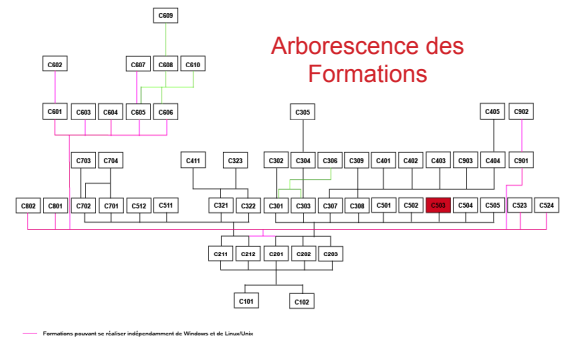 C609
Arborescence des
Formations
C602 C607 C608 C610
C601 C603 C604 C605 C606 C305 C405 C902
C703 C704 C411 C323 C302 C304 C306 C309 C401 C402 C403 C903 C404 C901
C802 C801 C702 C701 C512 C511 C321 C322 C301 C303 C307 C308 C501 C502 C503 C504 C505 C523 C524
C211 C212 C201 C202 C203
C101 C102
Formations pouvant se réaliser indépendamment de Windows et de Linux/Unix